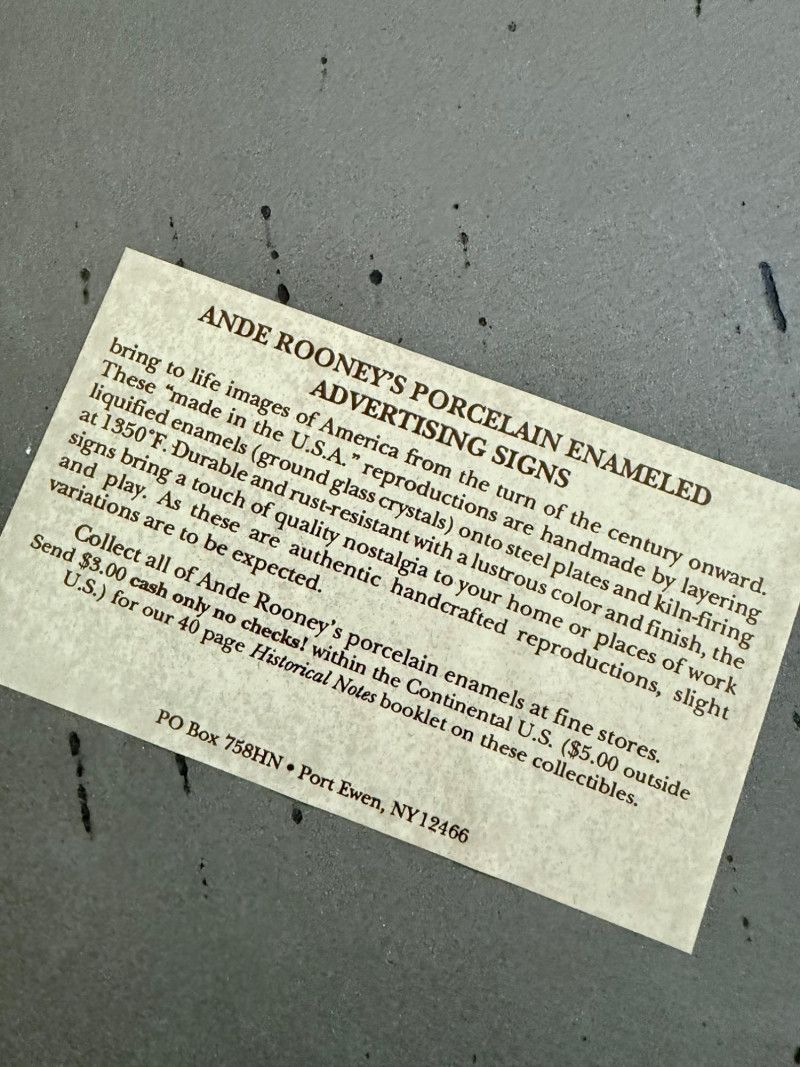 ANDE ROONEY'S PORCELAIN ENAMELED
ADVERTISING SIGNS
bring to life images of America from the turn of the century onward.
These "made in the U.S.A." reproductions are handmade by layering
liquified enamels (ground glass crystals) onto steel plates and kiln-firing
at 1350°F. Durable and rust-resistant with a lustrous color and finish, the
signs bring a touch of quality nostalgia to your home or places of work
and play. As these are authentic handcrafted reproductions, slight
variations are to be expected.
Collect all of Ande Rooney's porcelain enamels at fine stores.
Send $3.00 cash only no checks! within the Continental U.S. ($5.00 outside
U.S.) for our 40 page Historical Notes booklet on these collectibles.
PO Box 758HN • Port Ewen, NY12466